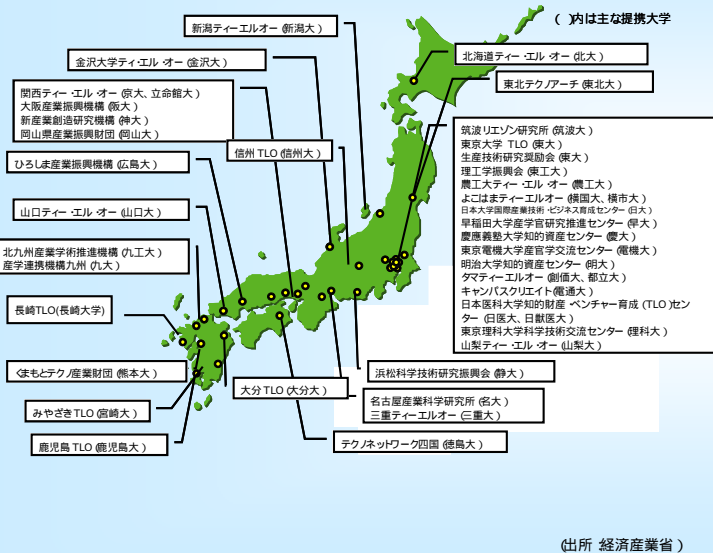 ( )内は主な提携大学
新潟ティーエルオー(新潟大)
北海道ティー・エル・オー(北大)
金沢大学ティ・エル・オー(金沢大)
東北テクノアーチ(東北大)
関西ティー・エル・オー(京大、立命館大)
大阪産業振興機構(阪大)
新産業創造研究機構(神大)
岡山県産業振興財団(岡山大)
信州TLO(信州大)
筑波リエゾン研究所(筑波大)
東京大学 TLO(東大)
生産技術研究奨励会(東大)
理工学振興会(東工大)
農工大ティー・エル・オー(農工大)
よこはまティーエルオー(横国大、横市大)
日本大学国際産業技術・ビジネス育成センター(日大)
早稲田大学産学官研究推進センター(早大)
慶應義塾大学知的資産センター(慶大)
東京電機大学産官学交流センター(電機大)
明治大学知的資産センター(明大)
タマティーエルオー(創価大、都立大)
キャンパスクリエイト(電通大)
日本医科大学知的財産・ベンチャー育成(TLO)セン
ター(日医大、日獣医大)
東京理科大学科学技術交流センター(理科大)
山梨ティー・エル・オー(山梨大)
ひろしま産業振興機構(広島大)
山口ティー・エル・オー(山口大)
北九州産業学術推進機構(九工大)
産学連携機構九州(九大)
長崎TLO(長崎大学)
くまもとテクノ産業財団(熊本大)
みやざきTLO(宮崎大)
鹿児島TLO(鹿児島大)
大分TLO(大分大)
浜松科学技術研究振興会(静大)
名古屋産業科学研究所(名大)
三重ティーエルオー(三重大)
テクノネットワーク四国(徳島大)
(出所 経済産業省)